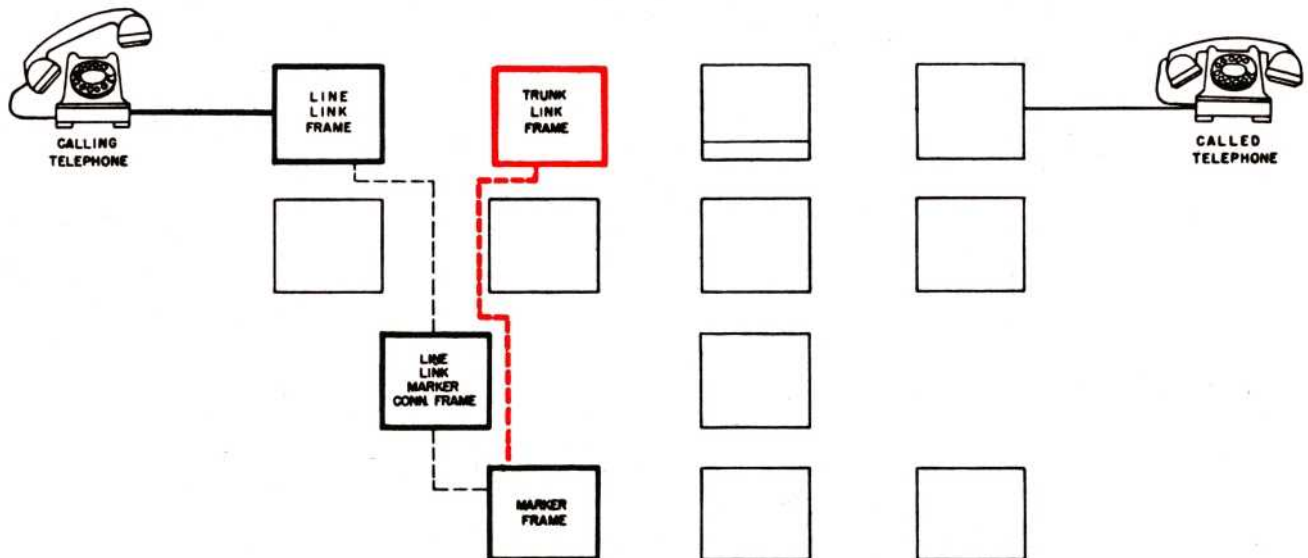 LINE
LINK
FRAME
TRUNK
LINK
FRAME
CALLING
TELEPHONE
CALLED
TELEPHONE
LINE
LINK
MARKER
CONN. FRAME
MARKER
FRAME